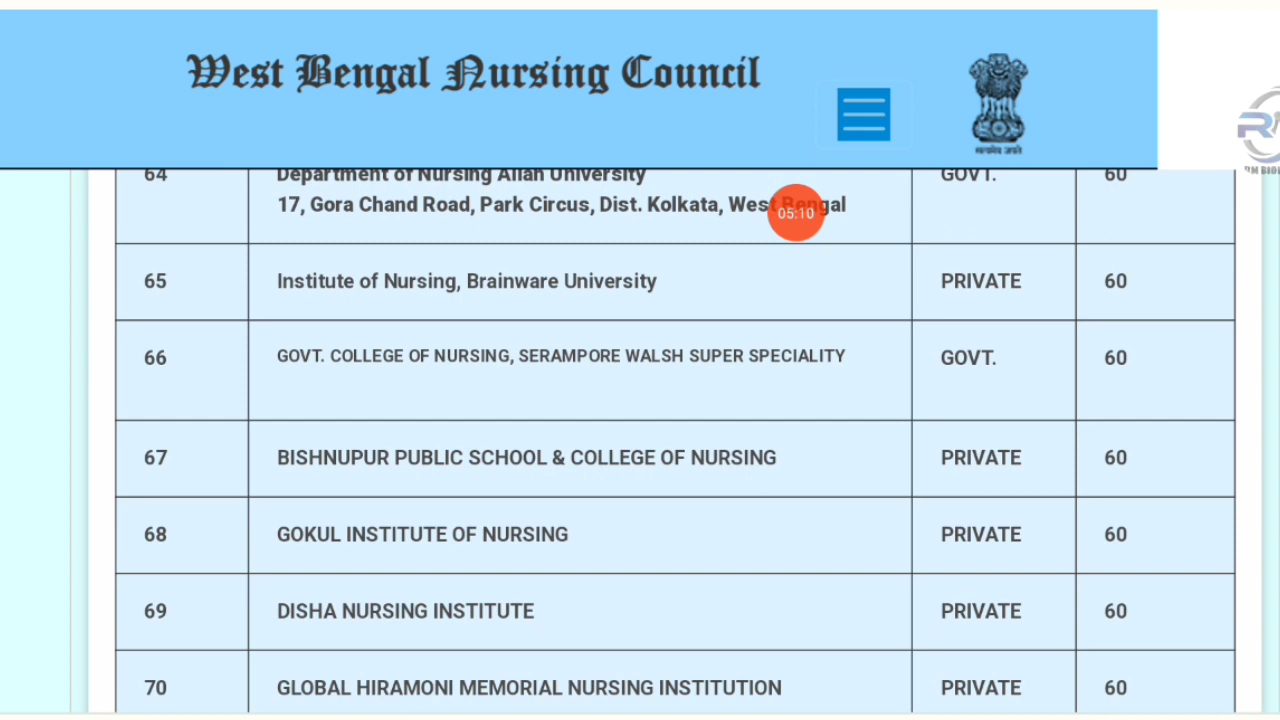 West Bengal Nursing Council
सत्यमेव जयते
64 Department of Nursing Aliah University GOVT. 60
17, Gora Chand Road, Park Circus, Dist. Kolkata, West Bengal
05:10
65 Institute of Nursing, Brainware University PRIVATE 60
66 GOVT. COLLEGE OF NURSING, SERAMPORE WALSH SUPER SPECIALITY GOVT. 60
67 BISHNUPUR PUBLIC SCHOOL & COLLEGE OF NURSING PRIVATE 60
68 GOKUL INSTITUTE OF NURSING PRIVATE 60
69 DISHA NURSING INSTITUTE PRIVATE 60
70 GLOBAL HIRAMONI MEMORIAL NURSING INSTITUTION PRIVATE 60